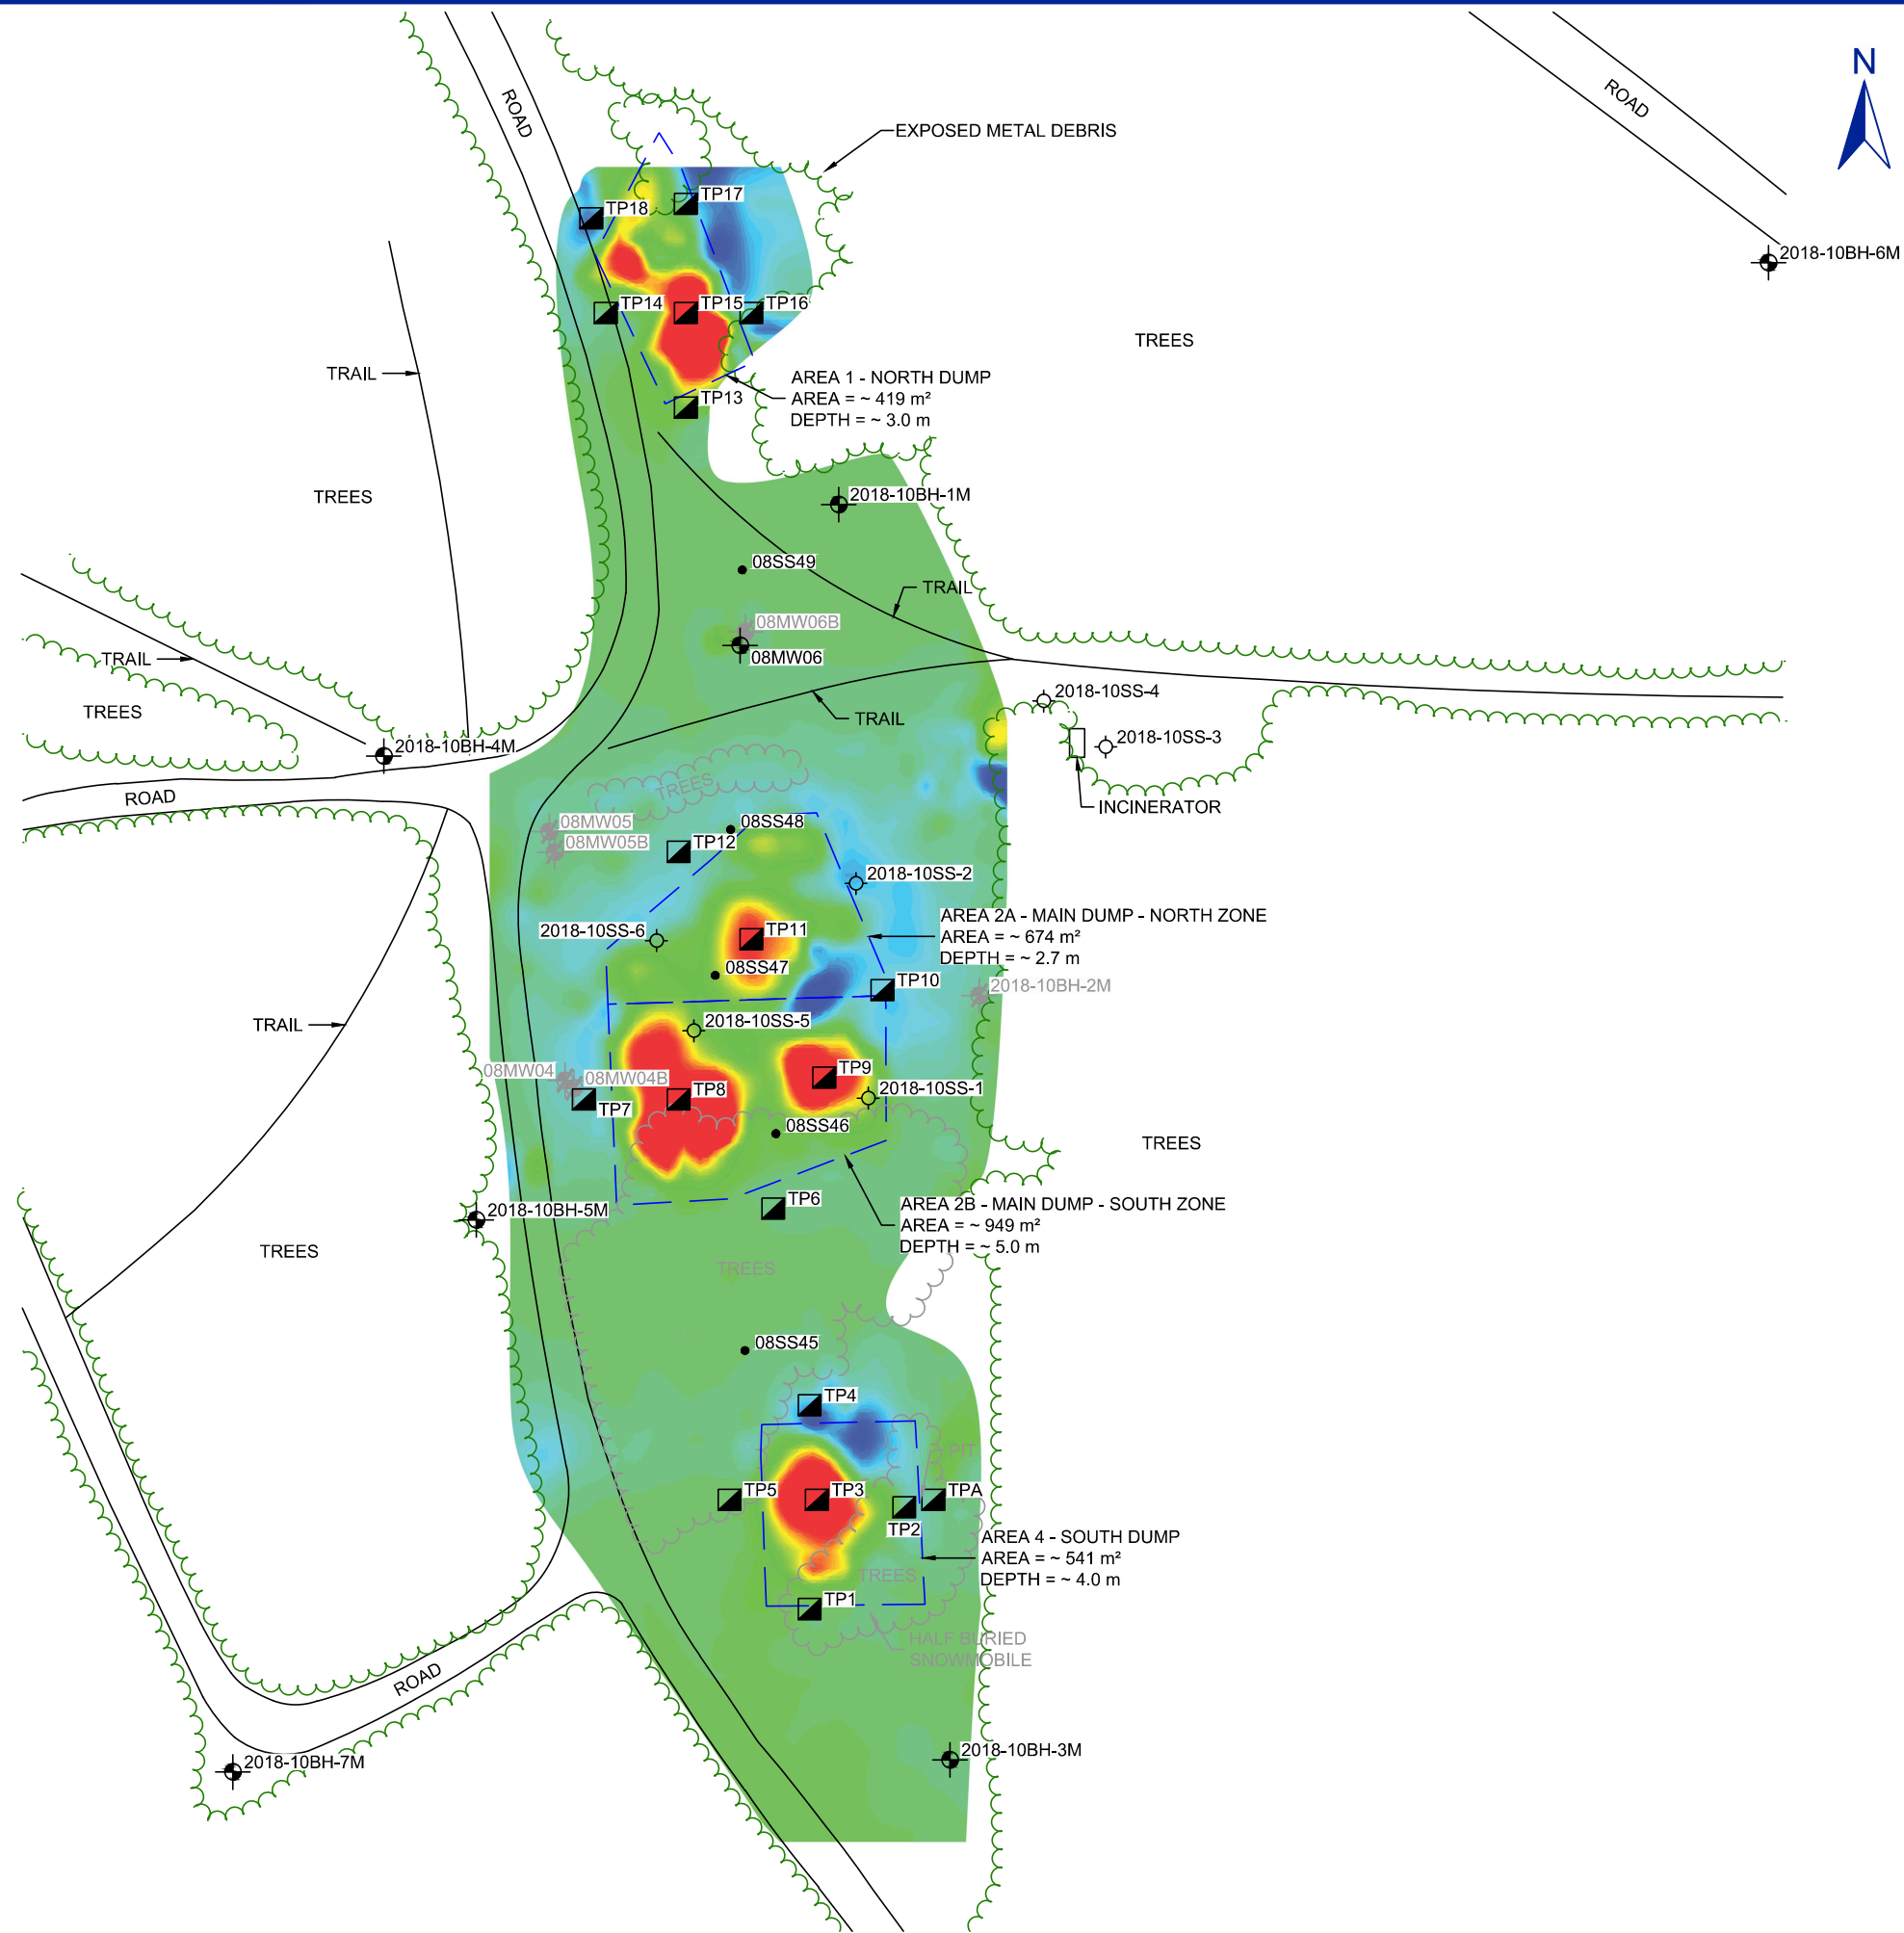 N
ROAD
ROAD
EXPOSED METAL DEBRIS
TP17
TP18
2018-10BH-6M
TP14
TP15
TP16
TREES
TRAIL
AREA 1 - NORTH DUMP
AREA = ~ 419 m²
DEPTH = ~ 3.0 m
TP13
TREES
2018-10BH-1M
08SS49
TRAIL
08MW06B
08MW06
TRAIL
2018-10SS-4
TREES
TRAIL
2018-10SS-3
2018-10BH-4M
TREES
ROAD
INCINERATOR
08MW05
08SS48
08MW05B
TP12
2018-10SS-2
AREA 2A - MAIN DUMP - NORTH ZONE
AREA = ~ 674 m²
DEPTH = ~ 2.7 m
2018-10SS-6
TP11
08SS47
TP10
2018-10BH-2M
TRAIL
2018-10SS-5
08MW04
08MW04B
TP9
TP7
TP8
2018-10SS-1
08SS46
TREES
TP6
AREA 2B - MAIN DUMP - SOUTH ZONE
AREA = ~ 949 m²
DEPTH = ~ 5.0 m
2018-10BH-5M
TREES
TREES
08SS45
TP4
PIT
TP5
TP3
TPA
TP2
AREA 4 - SOUTH DUMP
AREA = ~ 541 m²
DEPTH = ~ 4.0 m
TREES
TP1
HALF BURIED
SNOWMOBILE
ROAD
2018-10BH-3M
2018-10BH-7M